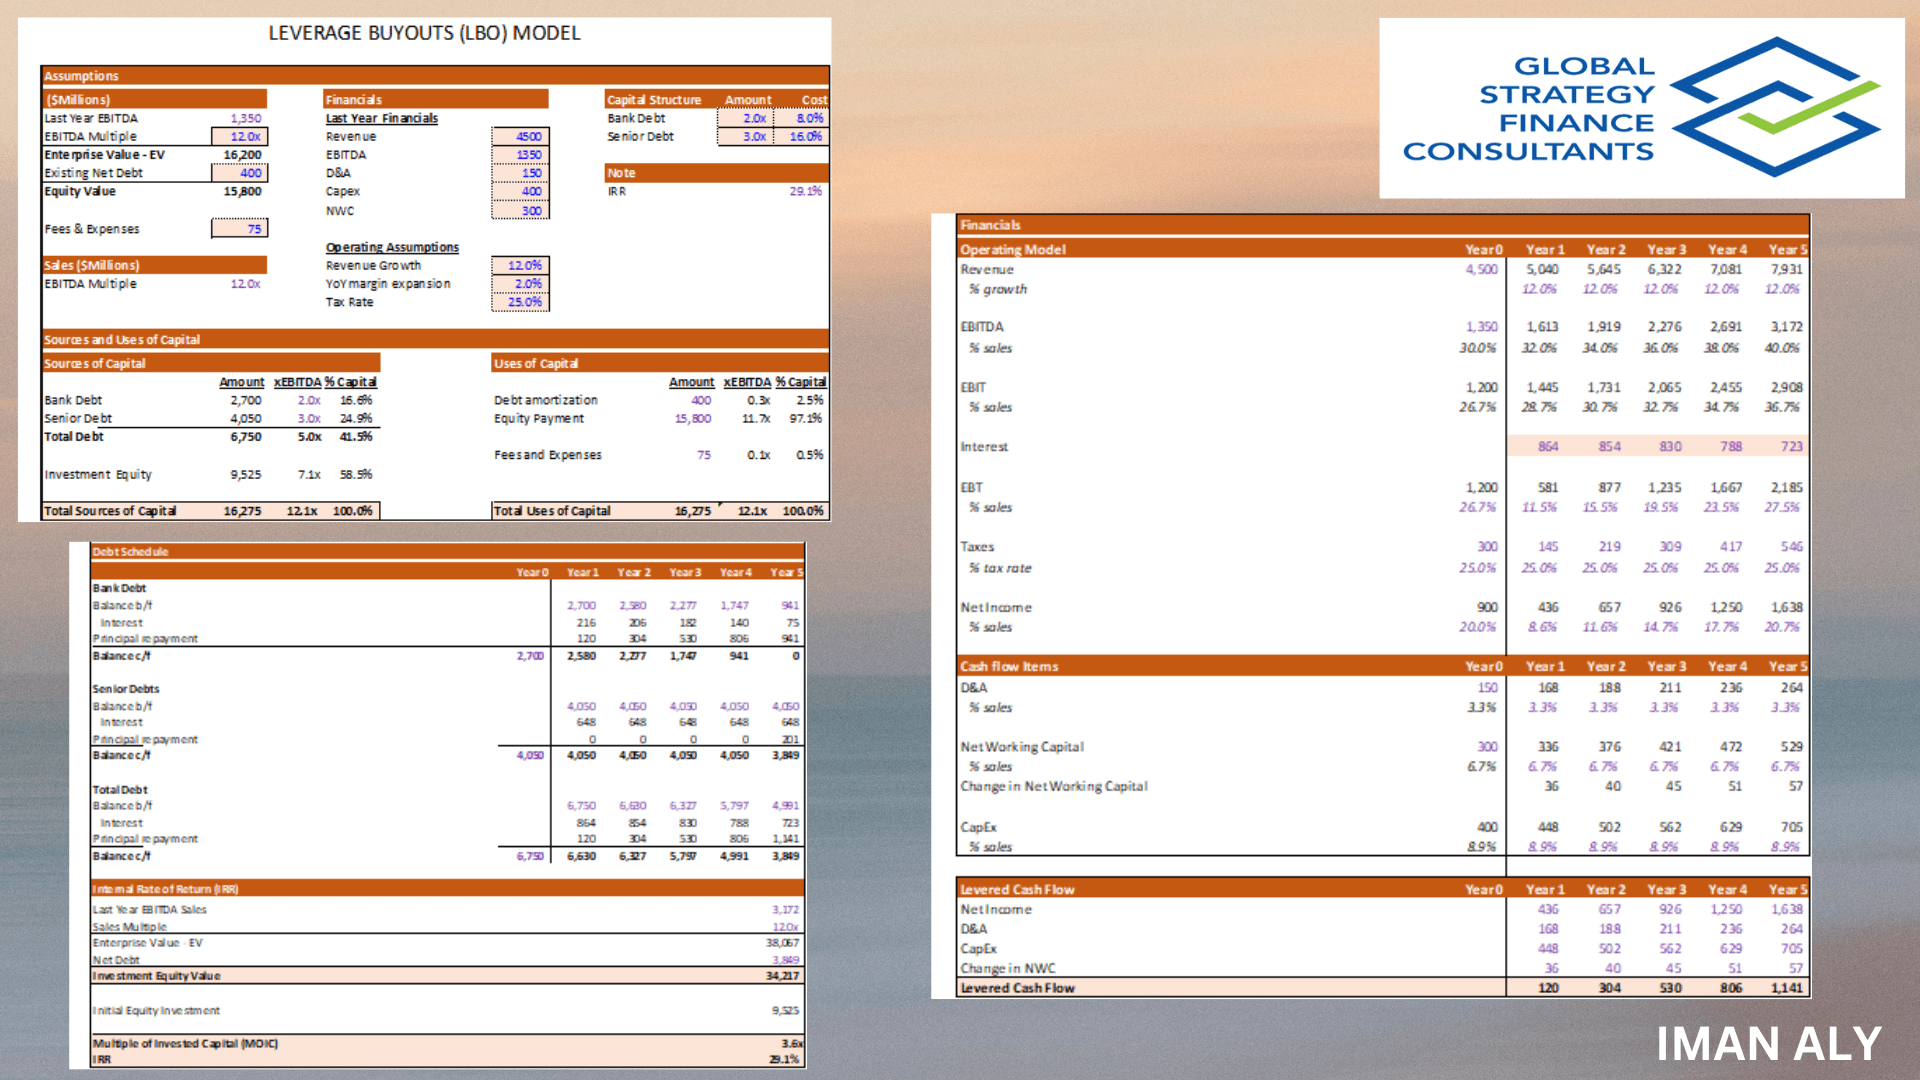 LEVERAGE BUYOUTS (LBO) MODEL
Assumptions
($Millions)
Last Year EBITDA 1,350
EBITDA Multiple 12.0x
Enterprise Value - EV 16,200
Existing Net Debt 400
Equity Value 15,800
Fees & Expenses 75
Sales ($Millions)
EBITDA Multiple 12.0x
Financials
Last Year Financials
Revenue 4500
EBITDA 1350
D&A 150
Capex 400
NWC 300
Operating Assumptions
Revenue Growth 12.0%
YoY margin expansion 2.0%
Tax Rate 25.0%
Capital Structure Amount Cost
Bank Debt 2.0x 8.0%
Senior Debt 3.0x 16.0%
Note
IRR 29.1%
Sources and Uses of Capital
Sources of Capital
Amount xEBITDA % Capital
Bank Debt 2,700 2.0x 16.6%
Senior Debt 4,050 3.0x 24.9%
Total Debt 6,750 5.0x 41.5%
Investment Equity 9,525 7.1x 58.5%
Total Sources of Capital 16,275 12.1x 100.0%
Uses of Capital
Amount xEBITDA % Capital
Debt amortization 400 0.3x 2.5%
Equity Payment 15,800 11.7x 97.1%
Fees and Expenses 75 0.1x 0.5%
Total Uses of Capital 16,275 12.1x 100.0%
Debt Schedule
Year 0 Year 1 Year 2 Year 3 Year 4 Year 5
Bank Debt
Balance b/f 2,700 2,580 2,277 1,747 941
Interest 216 206 182 140 75
Principal repayment 120 304 530 806 941
Balance c/f 2,700 2,580 2,277 1,747 941 0
Senior Debts
Balance b/f 4,050 4,050 4,050 4,050 4,050
Interest 648 648 648 648 648
Principal repayment 0 0 0 0 201
Balance c/f 4,050 4,050 4,050 4,050 4,050 3,849
Total Debt
Balance b/f 6,750 6,630 6,327 5,797 4,991
Interest 864 854 830 788 723
Principal repayment 120 304 530 806 1,141
Balance c/f 6,750 6,630 6,327 5,797 4,991 3,849
Internal Rate of Return (IRR)
Last Year EBITDA Sales 3,172
Sales Multiple 12.0x
Enterprise Value - EV 38,067
Net Debt 3,849
Investment Equity Value 34,217
Initial Equity Investment 9,525
Multiple of Invested Capital (MOIC) 3.6x
IRR 29.1%
GLOBAL
STRATEGY
FINANCE
CONSULTANTS
Financials
Operating Model Year 0 Year 1 Year 2 Year 3 Year 4 Year 5
Revenue 4,500 5,040 5,645 6,322 7,081 7,931
% growth 12.0% 12.0% 12.0% 12.0% 12.0%
EBITDA 1,350 1,613 1,919 2,276 2,691 3,172
% sales 30.0% 32.0% 34.0% 36.0% 38.0% 40.0%
EBIT 1,200 1,445 1,731 2,065 2,455 2,908
% sales 26.7% 28.7% 30.7% 32.7% 34.7% 36.7%
Interest 864 854 830 788 723
EBT 1,200 581 877 1,235 1,667 2,185
% sales 26.7% 11.5% 15.5% 19.5% 23.5% 27.5%
Taxes 300 145 219 309 417 546
% tax rate 25.0% 25.0% 25.0% 25.0% 25.0% 25.0%
Net Income 900 436 657 926 1,250 1,638
% sales 20.0% 8.6% 11.6% 14.7% 17.7% 20.7%
Cash flow Items Year 0 Year 1 Year 2 Year 3 Year 4 Year 5
D&A 150 168 188 211 236 264
% sales 3.3% 3.3% 3.3% 3.3% 3.3% 3.3%
Net Working Capital 300 336 376 421 472 529
% sales 6.7% 6.7% 6.7% 6.7% 6.7% 6.7%
Change in Net Working Capital 36 40 45 51 57
CapEx 400 448 502 562 629 705
% sales 8.9% 8.9% 8.9% 8.9% 8.9% 8.9%
Levered Cash Flow Year 0 Year 1 Year 2 Year 3 Year 4 Year 5
Net Income 436 657 926 1,250 1,638
D&A 168 188 211 236 264
CapEx 448 502 562 629 705
Change in NWC 36 40 45 51 57
Levered Cash Flow 120 304 530 806 1,141
IMAN ALY